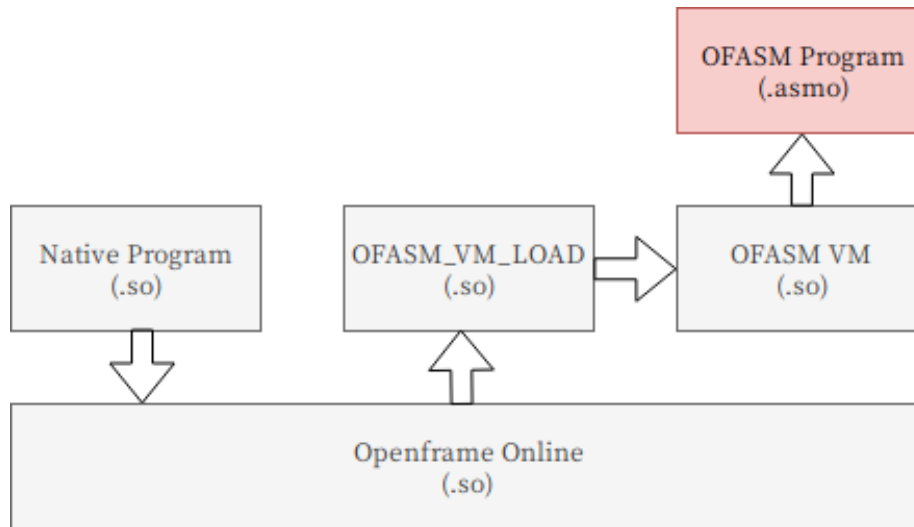 OFASM Program
(.asmo)
Native Program
(.so)
OFASM_VM_LOAD
(.so)
OFASM VM
(.so)
Openframe Online
(.so)